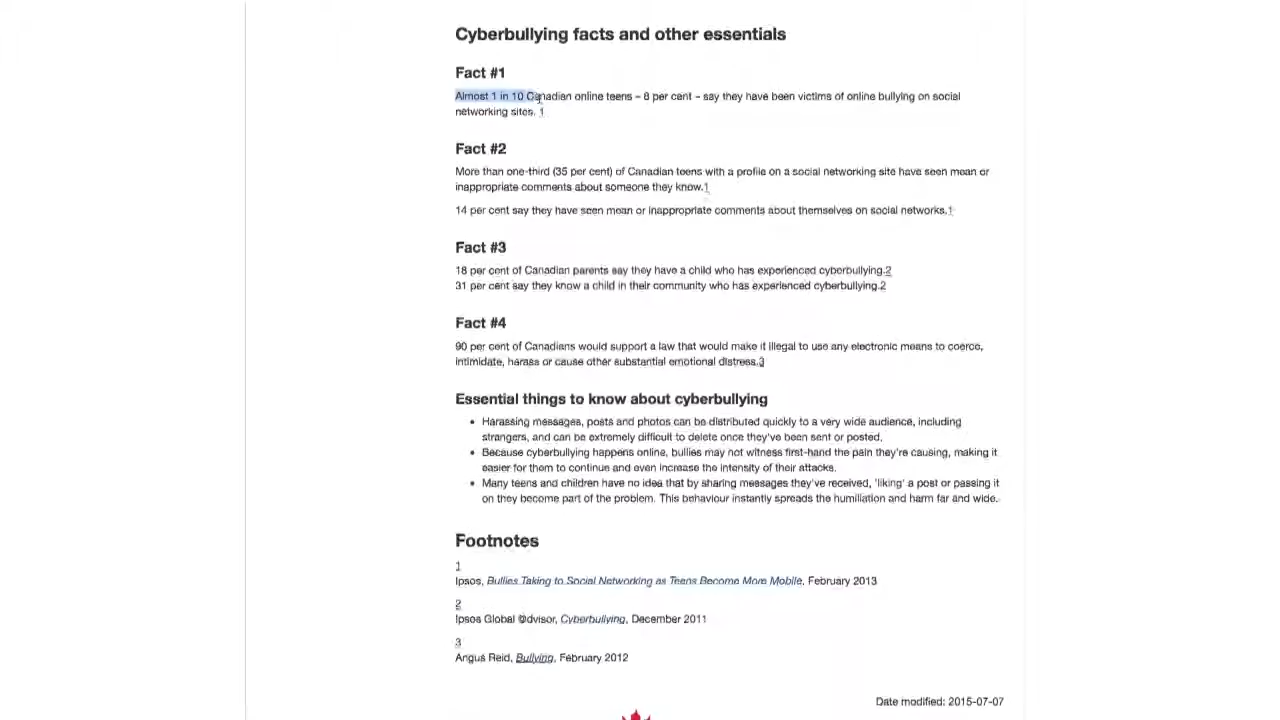 Cyberbullying facts and other essentials
Fact #1
Almost 1 in 10 Canadian online teens – 8 per cent – say they have been victims of online bullying on social
networking sites. 1
Fact #2
More than one-third (35 per cent) of Canadian teens with a profile on a social networking site have seen mean or
inappropriate comments about someone they know.1
14 per cent say they have seen mean or inappropriate comments about themselves on social networks.1
Fact #3
18 per cent of Canadian parents say they have a child who has experienced cyberbullying.2
31 per cent say they know a child in their community who has experienced cyberbullying.2
Fact #4
90 per cent of Canadians would support a law that would make it illegal to use any electronic means to coerce,
intimidate, harass or cause other substantial emotional distress.3
Essential things to know about cyberbullying
• Harassing messages, posts and photos can be distributed quickly to a very wide audience, including
strangers, and can be extremely difficult to delete once they've been sent or posted.
• Because cyberbullying happens online, bullies may not witness first-hand the pain they're causing, making it
easier for them to continue and even increase the intensity of their attacks.
• Many teens and children have no idea that by sharing messages they've received, 'liking' a post or passing it
on they become part of the problem. This behaviour instantly spreads the humiliation and harm far and wide.
Footnotes
1
Ipsos, Bullies Taking to Social Networking as Teens Become More Mobile, February 2013
2
Ipsos Global @dvisor, Cyberbullying, December 2011
3
Angus Reid, Bullying, February 2012
Date modified: 2015-07-07